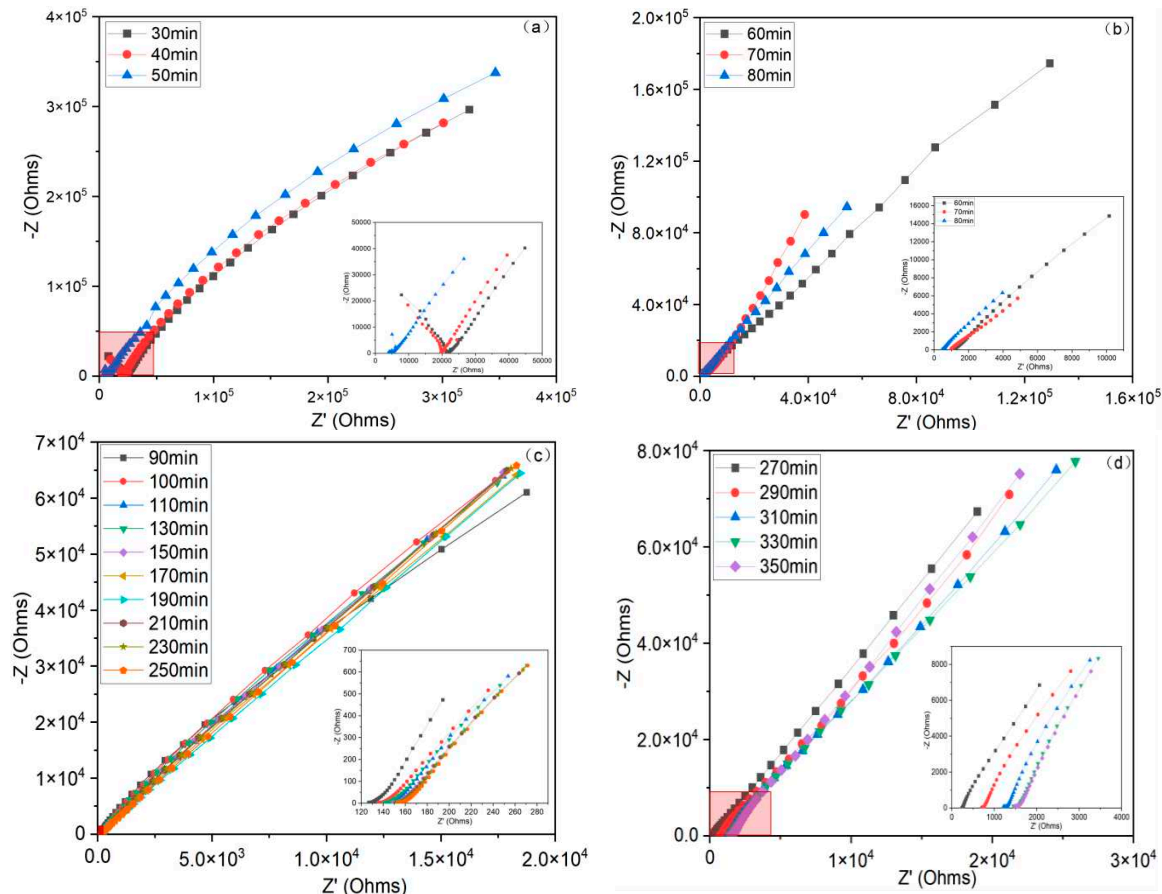 (a)
30min
40min
50min
4×10⁵
3×10⁵
2×10⁵
1×10⁵
0
-Z (Ohms)
0
1×10⁵
2×10⁵
3×10⁵
4×10⁵
Z' (Ohms)
50000
40000
30000
20000
10000
0
-Z (Ohms)
10000
20000
30000
40000
50000
Z' (Ohms)
(b)
60min
70min
80min
2.0×10⁵
1.6×10⁵
1.2×10⁵
8.0×10⁴
4.0×10⁴
0.0
-Z (Ohms)
0.0
4.0×10⁴
8.0×10⁴
1.2×10⁵
1.6×10⁵
Z' (Ohms)
60min
70min
80min
16000
14000
12000
10000
8000
6000
4000
2000
0
-Z (Ohms)
0
2000
4000
6000
8000
10000
Z' (Ohms)
(c)
90min
100min
110min
130min
150min
170min
190min
210min
230min
250min
7×10⁴
6×10⁴
5×10⁴
4×10⁴
3×10⁴
2×10⁴
1×10⁴
0
-Z (Ohms)
0.0
5.0×10³
1.0×10⁴
1.5×10⁴
2.0×10⁴
Z' (Ohms)
700
600
500
400
300
200
100
0
-Z (Ohms)
120
140
160
180
200
220
240
260
280
Z' (Ohms)
(d)
270min
290min
310min
330min
350min
8.0×10⁴
6.0×10⁴
4.0×10⁴
2.0×10⁴
0.0
-Z (Ohms)
0
1×10⁴
2×10⁴
3×10⁴
Z' (Ohms)
8000
6000
4000
2000
0
-Z (Ohms)
0
1000
2000
3000
4000
Z' (Ohms)